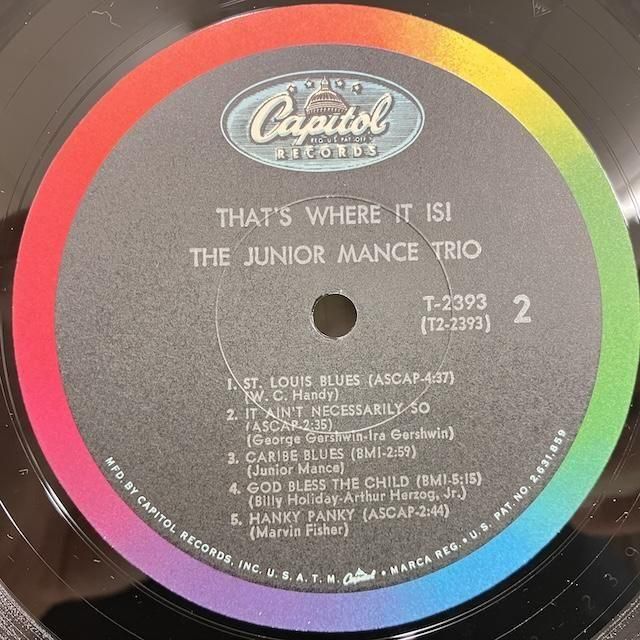 Capitol
REG. U.S. PAT. OFF.
RECORDS
THAT'S WHERE IT IS!
THE JUNIOR MANCE TRIO
T-2393
(T2-2393)
2
1. ST. LOUIS BLUES (ASCAP-4:37)
(W. C. Handy)
2. IT AIN'T NECESSARILY SO
(ASCAP-2:35)
(George Gershwin-Ira Gershwin)
3. CARIBE BLUES (BMI-2:59)
(Junior Mance)
4. GOD BLESS THE CHILD (BMI-5:15)
(Billy Holiday-Arthur Herzog, Jr.)
5. HANKY PANKY (ASCAP-2:44)
(Marvin Fisher)
MFD. BY CAPITOL RECORDS, INC. U. S. A. T. M. Capitol • MARCA REG. • U. S. PAT. NO. 2,631,859